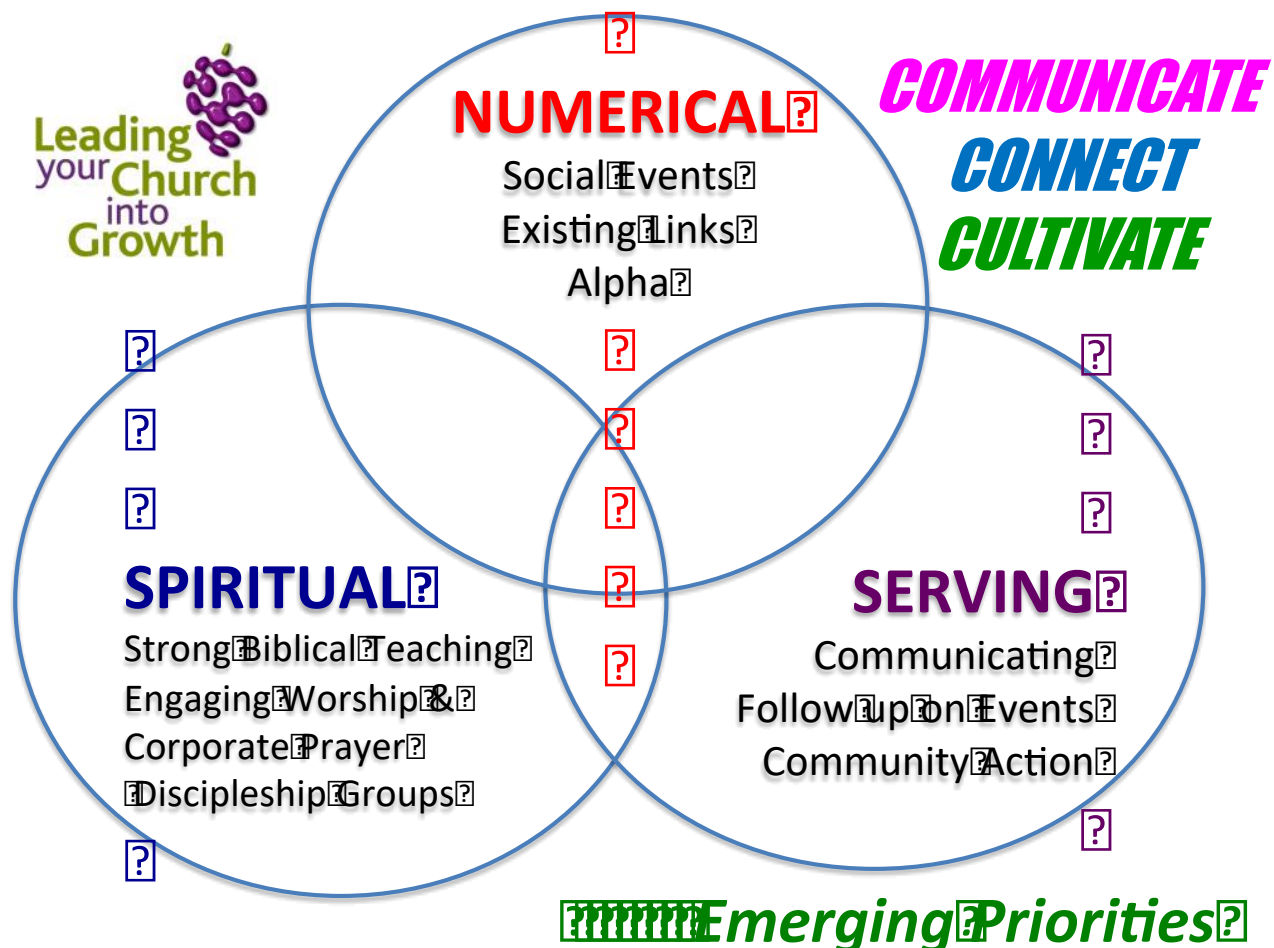 Leading
your Church
into
Growth
COMMUNICATE
CONNECT
CULTIVATE
NUMERICAL
Social Events
Existing Links
Alpha
SPIRITUAL
Strong Biblical Teaching
Engaging Worship &
Corporate Prayer
Discipleship Groups
SERVING
Communicating
Follow up on Events
Community Action
Emerging Priorities